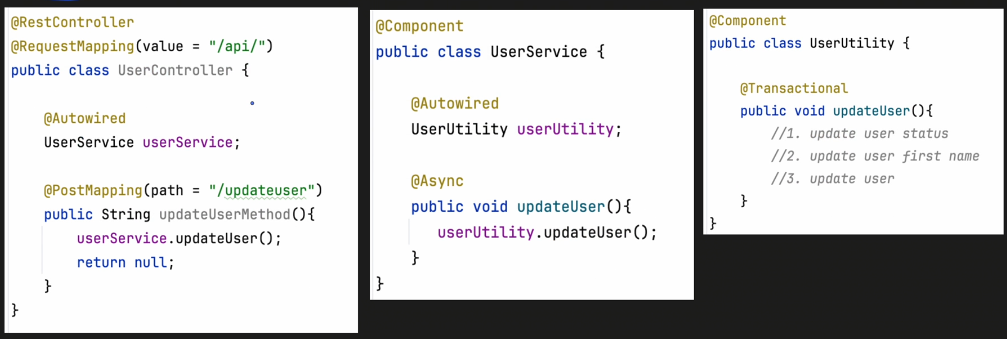 @RestController
@RequestMapping(value = "/api/")
public class UserController {
@Autowired
UserService userService;
@PostMapping(path = "/updateuser")
public String updateUserMethod(){
userService.updateUser();
return null;
}
}
@Component
public class UserService {
@Autowired
UserUtility userUtility;
@Async
public void updateUser(){
userUtility.updateUser();
}
}
@Component
public class UserUtility {
@Transactional
public void updateUser(){
//1. update user status
//2. update user first name
//3. update user
}
}